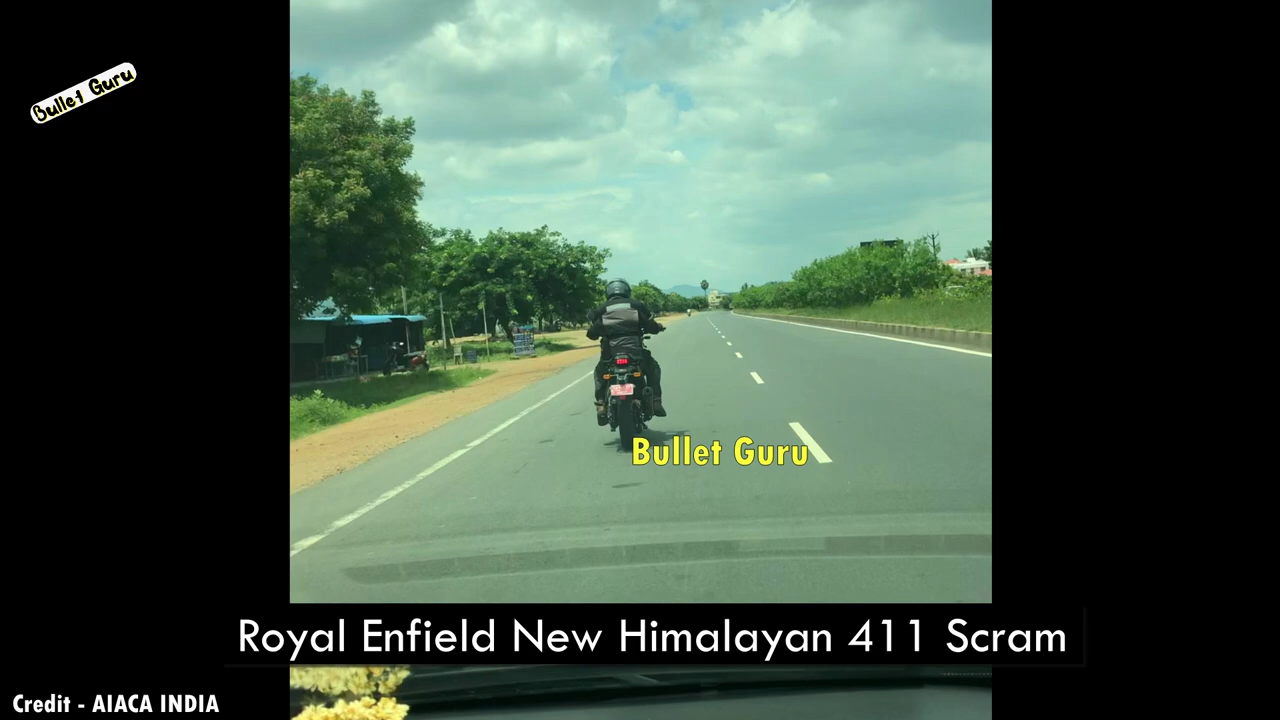 Bullet Guru
Bullet Guru
Royal Enfield New Himalayan 411 Scram
Credit - AIACA INDIA